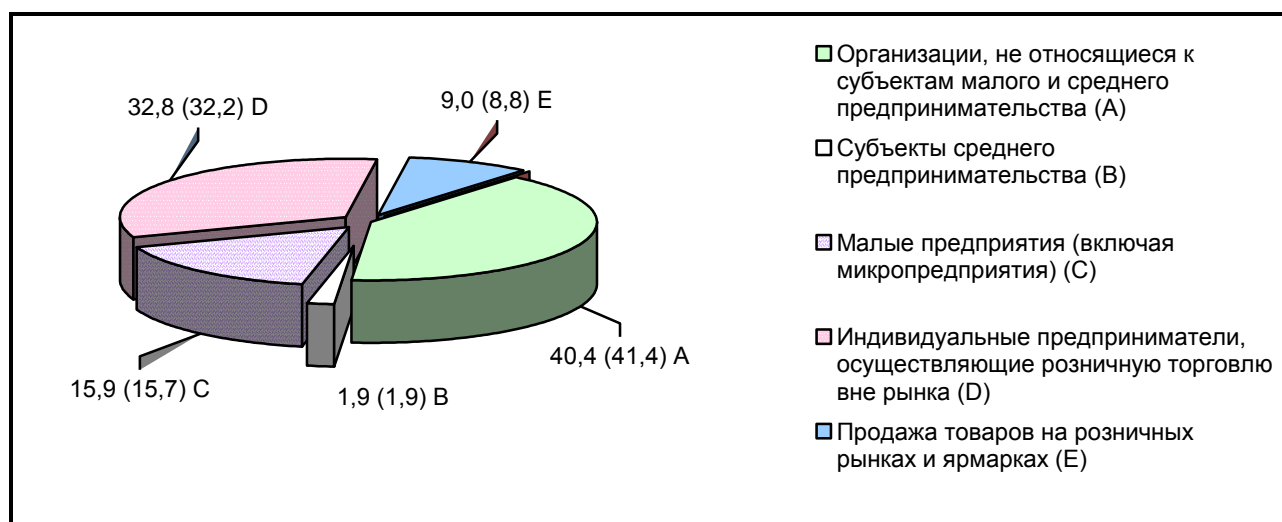 32,8 (32,2) D
9,0 (8,8) E
15,9 (15,7) C
1,9 (1,9) B
40,4 (41,4) A
Организации, не относящиеся к
субъектам малого и среднего
предпринимательства (A)
Субъекты среднего
предпринимательства (B)
Малые предприятия (включая
микропредприятия) (C)
Индивидуальные предприниматели,
осуществляющие розничную торговлю
вне рынка (D)
Продажа товаров на розничных
рынках и ярмарках (E)